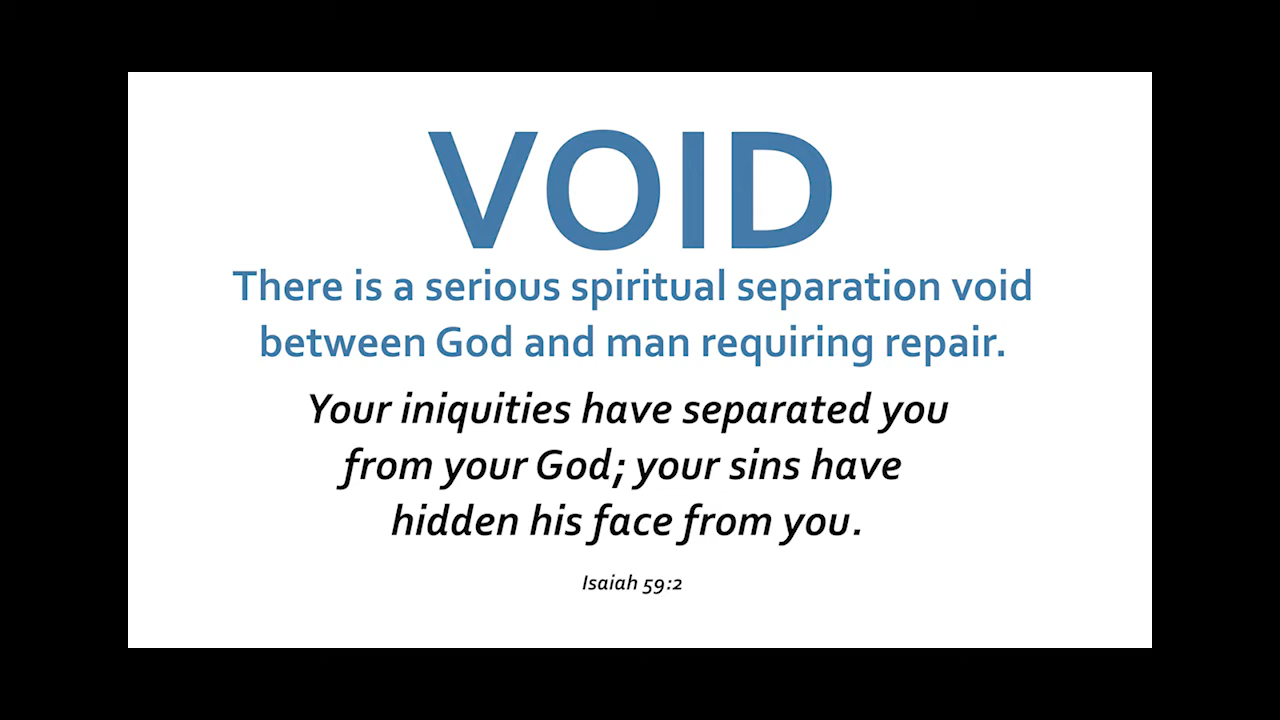 VOID
There is a serious spiritual separation void
between God and man requiring repair.
Your iniquities have separated you
from your God; your sins have
hidden his face from you.
Isaiah 59:2